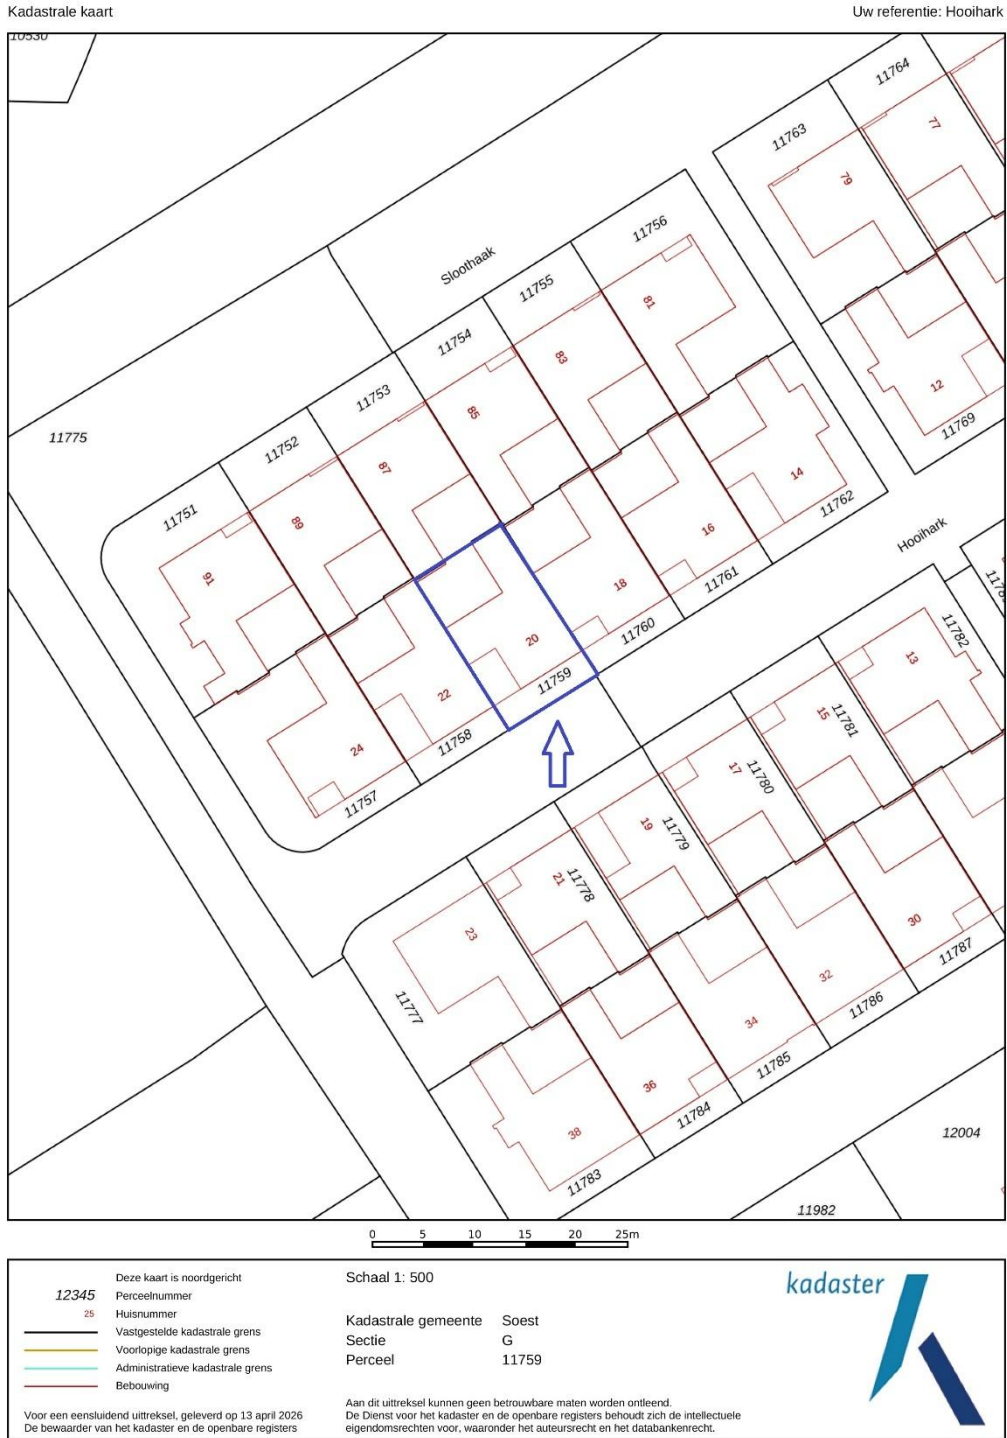 Kadastrale kaart
Uw referentie: Hooihark
10530
11764
11763
77
79
11756
Sloothaak
11755
81
11754
83
12
11753
85
11769
11775
11752
87
14
11751
89
11762
16
Hooihark
91
18
11761
20
11760
11782
11759
13
22
15
11781
24
11758
17
11780
11757
19
11779
21
11778
23
30
11787
32
11777
11786
34
11785
36
11784
38
12004
11783
11982
0 5 10 15 20 25m
Deze kaart is noordgericht
12345 Perceelnummer
25 Huisnummer
Vastgestelde kadastrale grens
Voorlopige kadastrale grens
Administratieve kadastrale grens
Bebouwing
Voor een eensluidend uittreksel, geleverd op 13 april 2026
De bewaarder van het kadaster en de openbare registers
Schaal 1: 500
Kadastrale gemeente Soest
Sectie G
Perceel 11759
Aan dit uittreksel kunnen geen betrouwbare maten worden ontleend.
De Dienst voor het kadaster en de openbare registers behoudt zich de intellectuele
eigendomsrechten voor, waaronder het auteursrecht en het databankenrecht.
kadaster